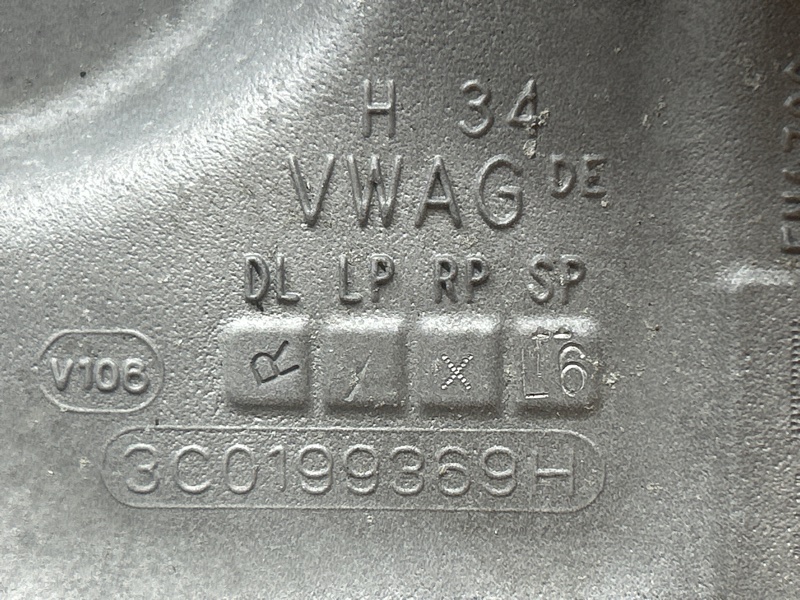 H 34
VWAG DE
DL LP RP SP
R / X L6
V106
3C0199369H